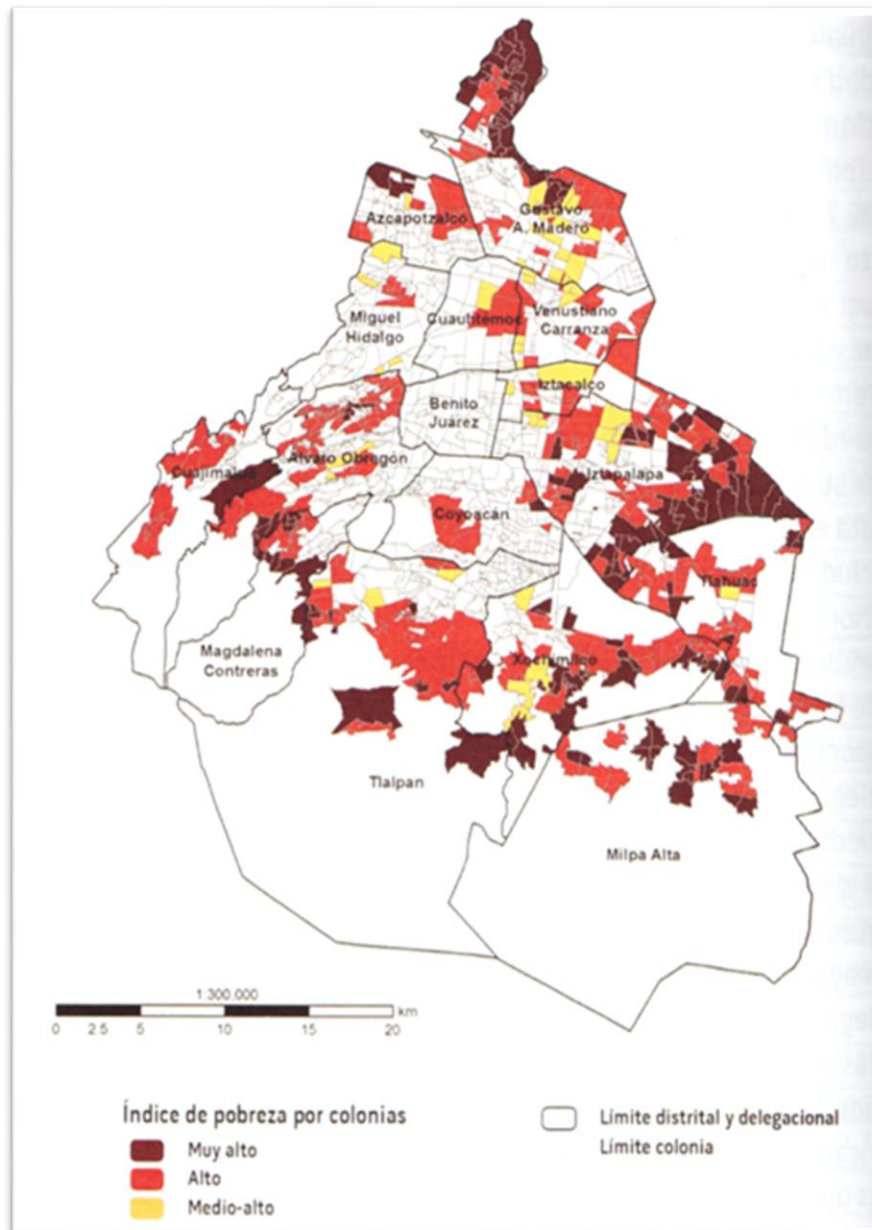 Azcapotzalco
Gustavo
A. Madero
Miguel
Hidalgo
Cuauhtemoc
Venustiano
Carranza
Iztacalco
Benito
Juárez
Cuajimalpa
Álvaro Obregón
Iztapalapa
Coyoacán
Tlahuac
Magdalena
Contreras
Xochimilco
Tlalpan
Milpa Alta
1:300.000
km
0 2.5 5 10 15 20
Índice de pobreza por colonias
Muy alto
Alto
Medio-alto
Límite distrital y delegacional
Límite colonia